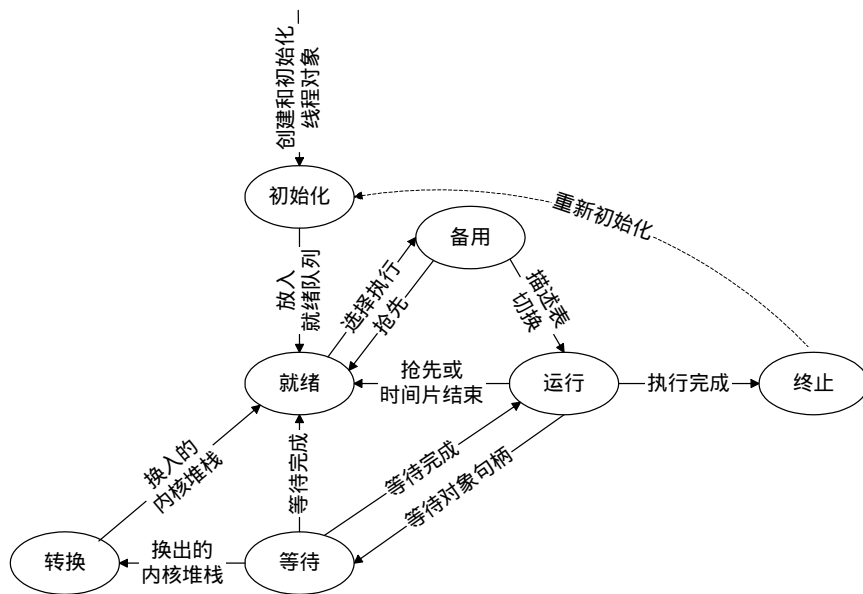 创建和初始化
线程对象
初始化
重新初始化
备用
放入
就绪队列
选择执行
抢先
描述表
切换
就绪
抢先或
时间片结束
运行
执行完成
终止
换入的
内核堆栈
等待完成
等待完成
等待对象句柄
转换
换出的
内核堆栈
等待